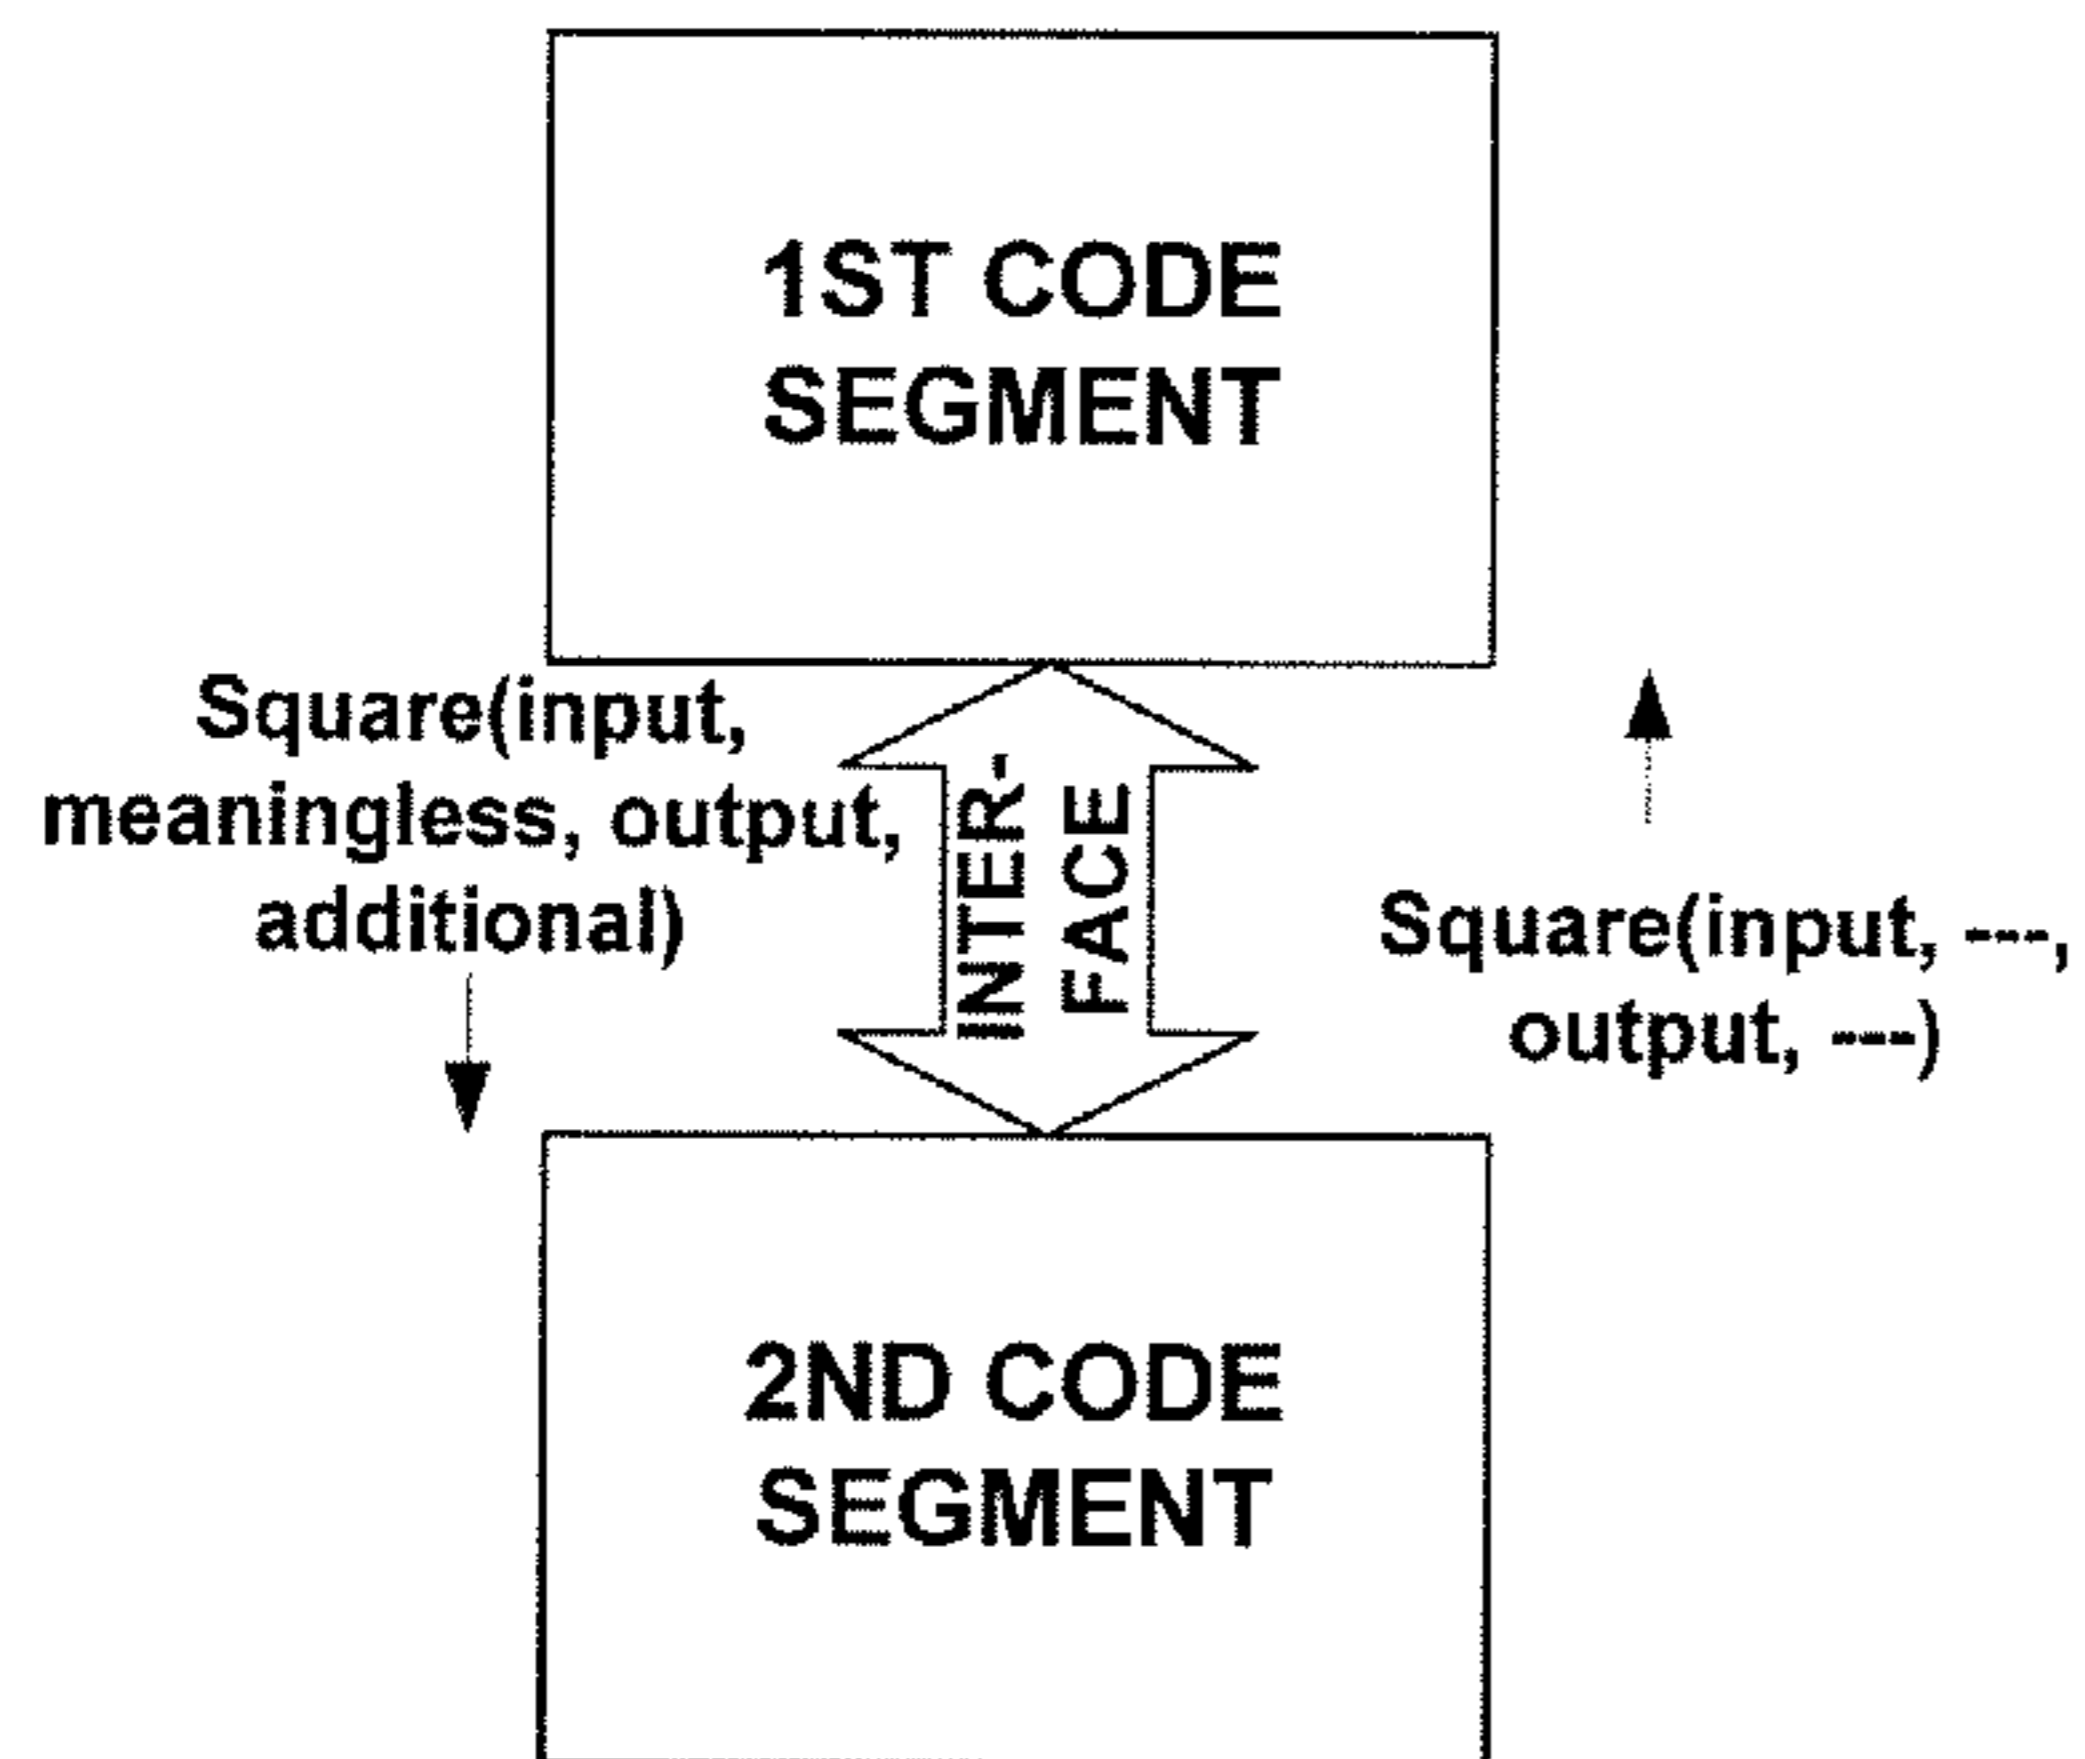 1ST CODE
SEGMENT
Square(input,
meaningless, output,
additional)
INTER-
FACE
Square(input, ---,
output, ---)
2ND CODE
SEGMENT